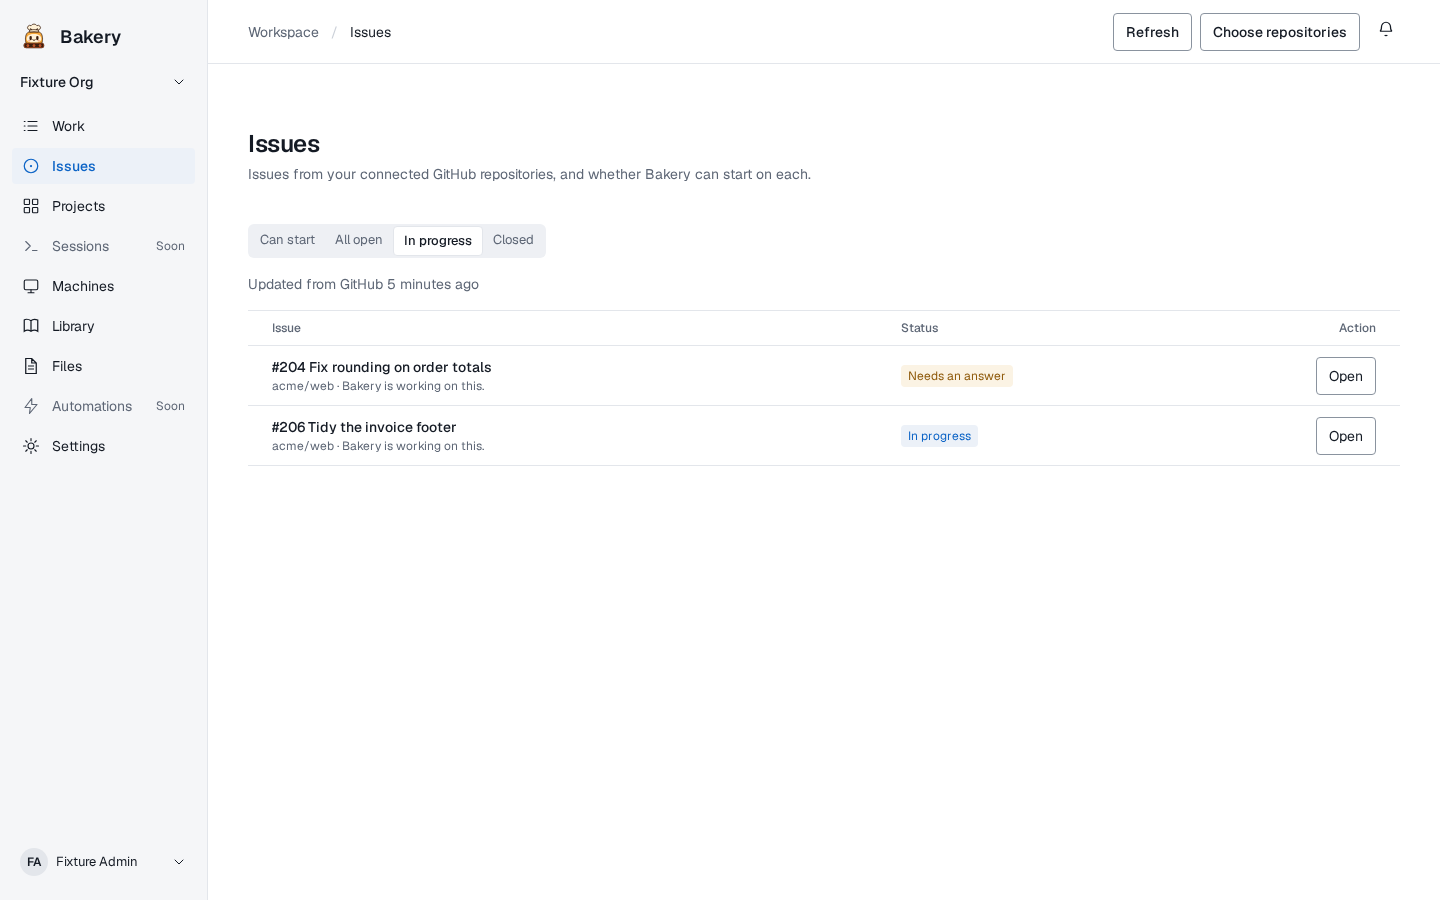 Bakery
Fixture Org
Work
Issues
Projects
Sessions Soon
Machines
Library
Files
Automations Soon
Settings
FA Fixture Admin
Workspace / Issues
Refresh
Choose repositories
Issues
Issues from your connected GitHub repositories, and whether Bakery can start on each.
Can start All open In progress Closed
Updated from GitHub 5 minutes ago
Issue Status Action
#204 Fix rounding on order totals
acme/web · Bakery is working on this.
Needs an answer
Open
#206 Tidy the invoice footer
acme/web · Bakery is working on this.
In progress
Open